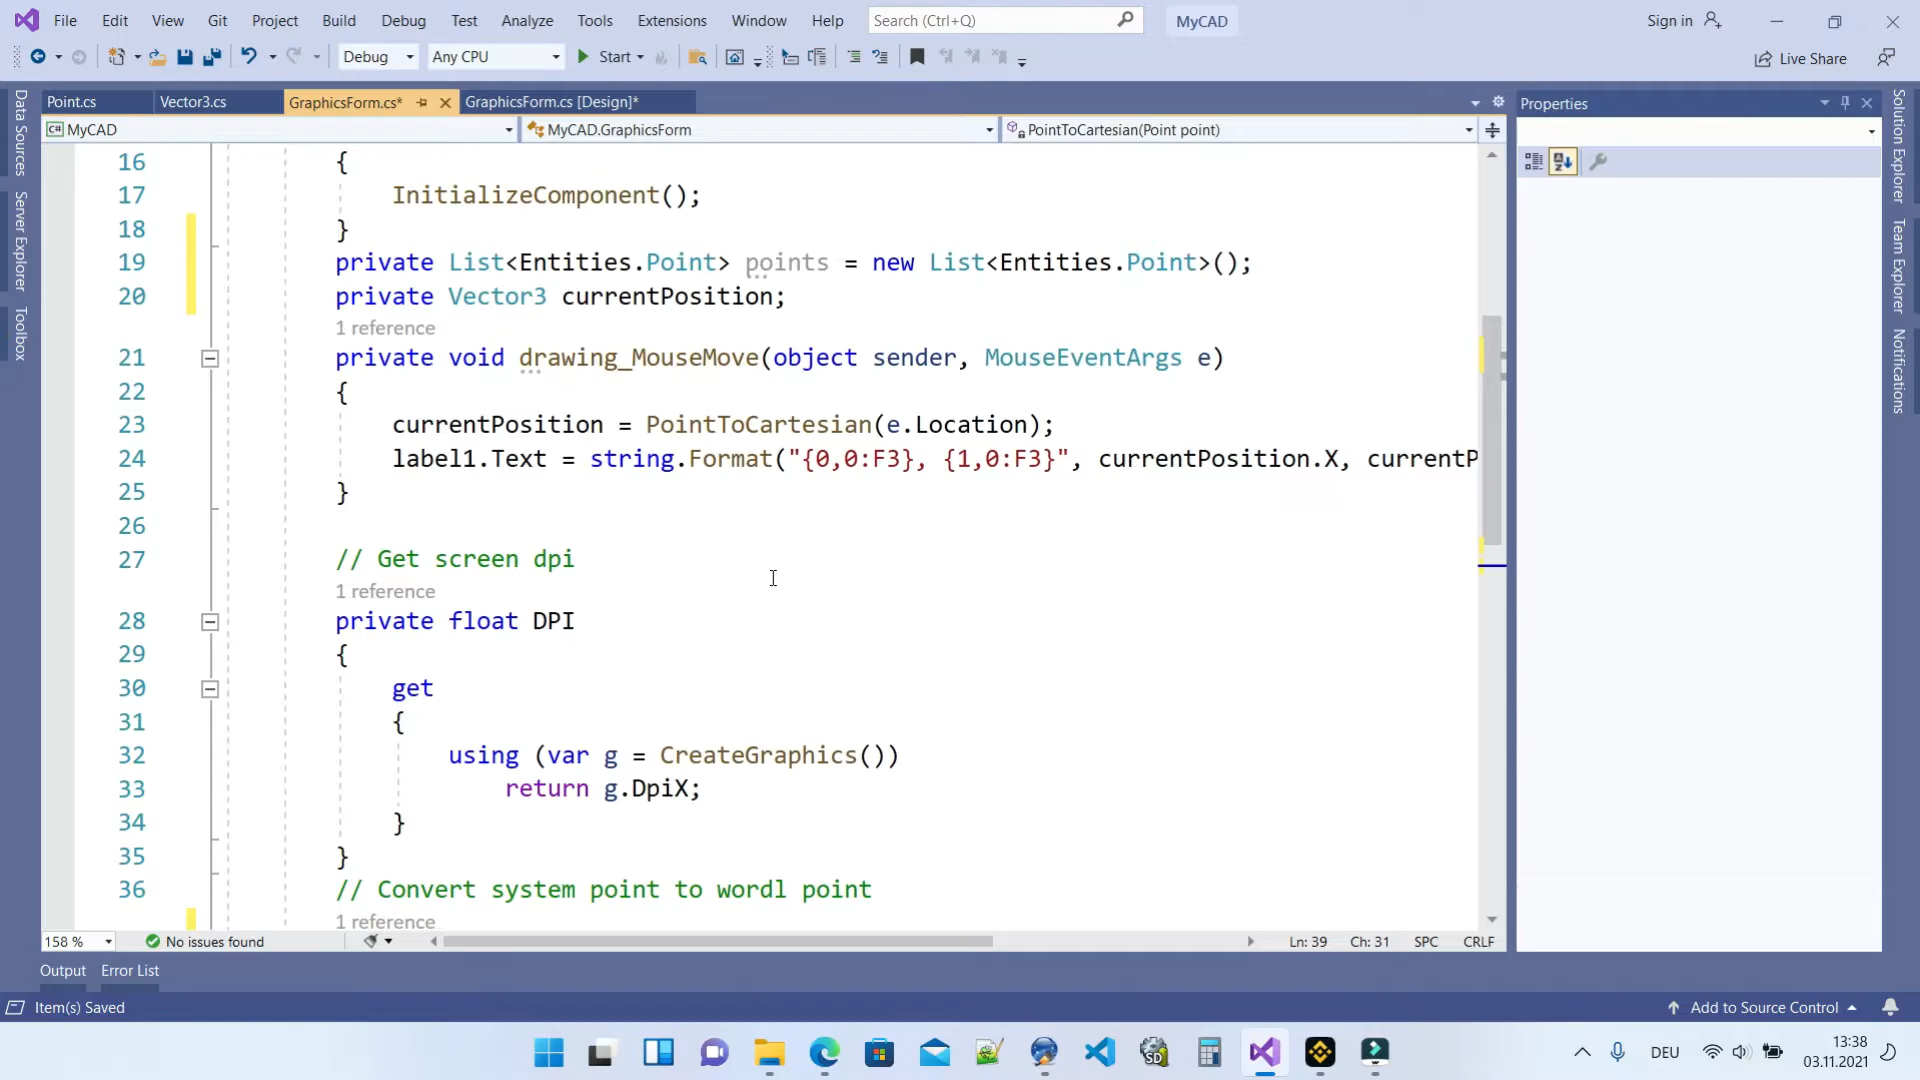 File Edit View Git Project Build Debug Test Analyze Tools Extensions Window Help Search (Ctrl+Q) MyCAD Sign in
Debug Any CPU Start Live Share
Point.cs Vector3.cs GraphicsForm.cs* GraphicsForm.cs [Design]* Properties
MyCAD MyCAD.GraphicsForm PointToCartesian(Point point)
Data Sources
Server Explorer
Toolbox
16 {
17 InitializeComponent();
18 }
19 private List<Entities.Point> points = new List<Entities.Point>();
20 private Vector3 currentPosition;
1 reference
21 private void drawing_MouseMove(object sender, MouseEventArgs e)
22 {
23 currentPosition = PointToCartesian(e.Location);
24 label1.Text = string.Format("{0,0:F3}, {1,0:F3}", currentPosition.X, currentP
25 }
26
27 // Get screen dpi
1 reference
28 private float DPI
29 {
30 get
31 {
32 using (var g = CreateGraphics())
33 return g.DpiX;
34 }
35 }
36 // Convert system point to wordl point
1 reference
Solution Explorer
Team Explorer
Notifications
158 % No issues found Ln: 39 Ch: 31 SPC CRLF
Output Error List
Item(s) Saved Add to Source Control
DEU 13:38
03.11.2021